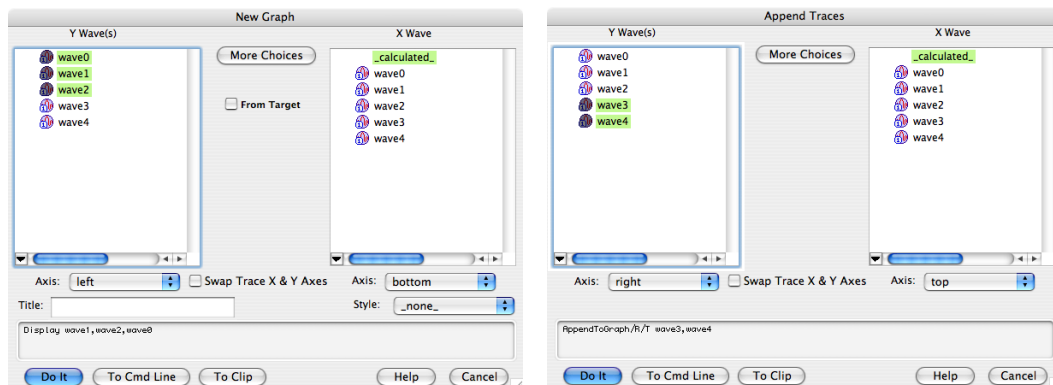 New Graph
Y Wave(s)
X Wave
wave0
wave1
wave2
wave3
wave4
More Choices
From Target
_calculated_
wave0
wave1
wave2
wave3
wave4
Axis: left
Swap Trace X & Y Axes
Axis: bottom
Title:
Style: _none_
Display wave1,wave2,wave0
Do It
To Cmd Line
To Clip
Help
Cancel
Append Traces
Y Wave(s)
X Wave
wave0
wave1
wave2
wave3
wave4
More Choices
_calculated_
wave0
wave1
wave2
wave3
wave4
Axis: right
Swap Trace X & Y Axes
Axis: top
AppendToGraph/R/T wave3,wave4
Do It
To Cmd Line
To Clip
Help
Cancel